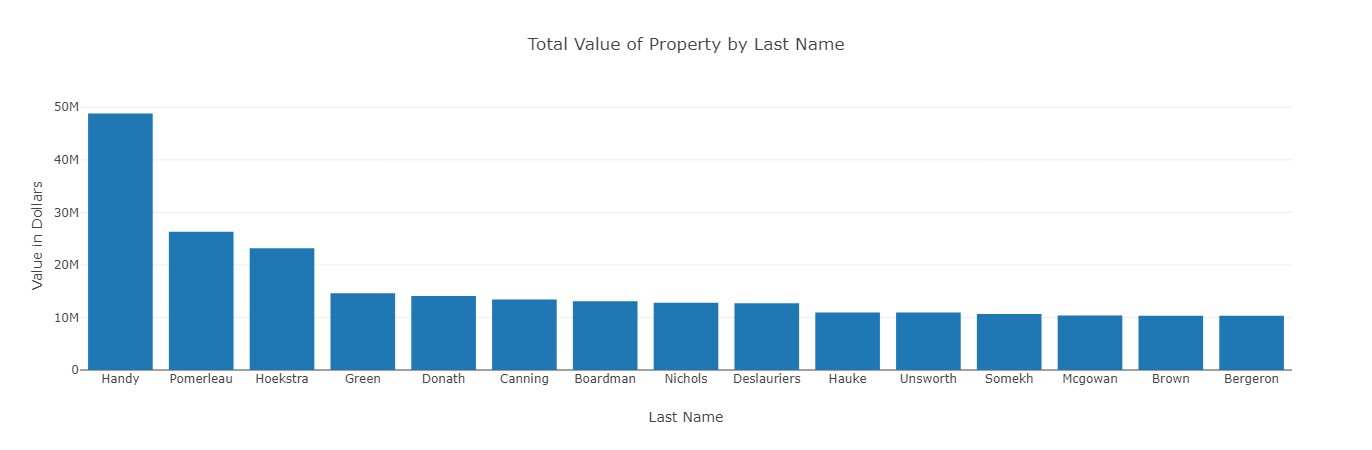 Total Value of Property by Last Name
Value in Dollars
50M
40M
30M
20M
10M
0
Handy Pomerleau Hoekstra Green Donath Canning Boardman Nichols Deslauriers Hauke Unsworth Somekh Mcgowan Brown Bergeron
Last Name